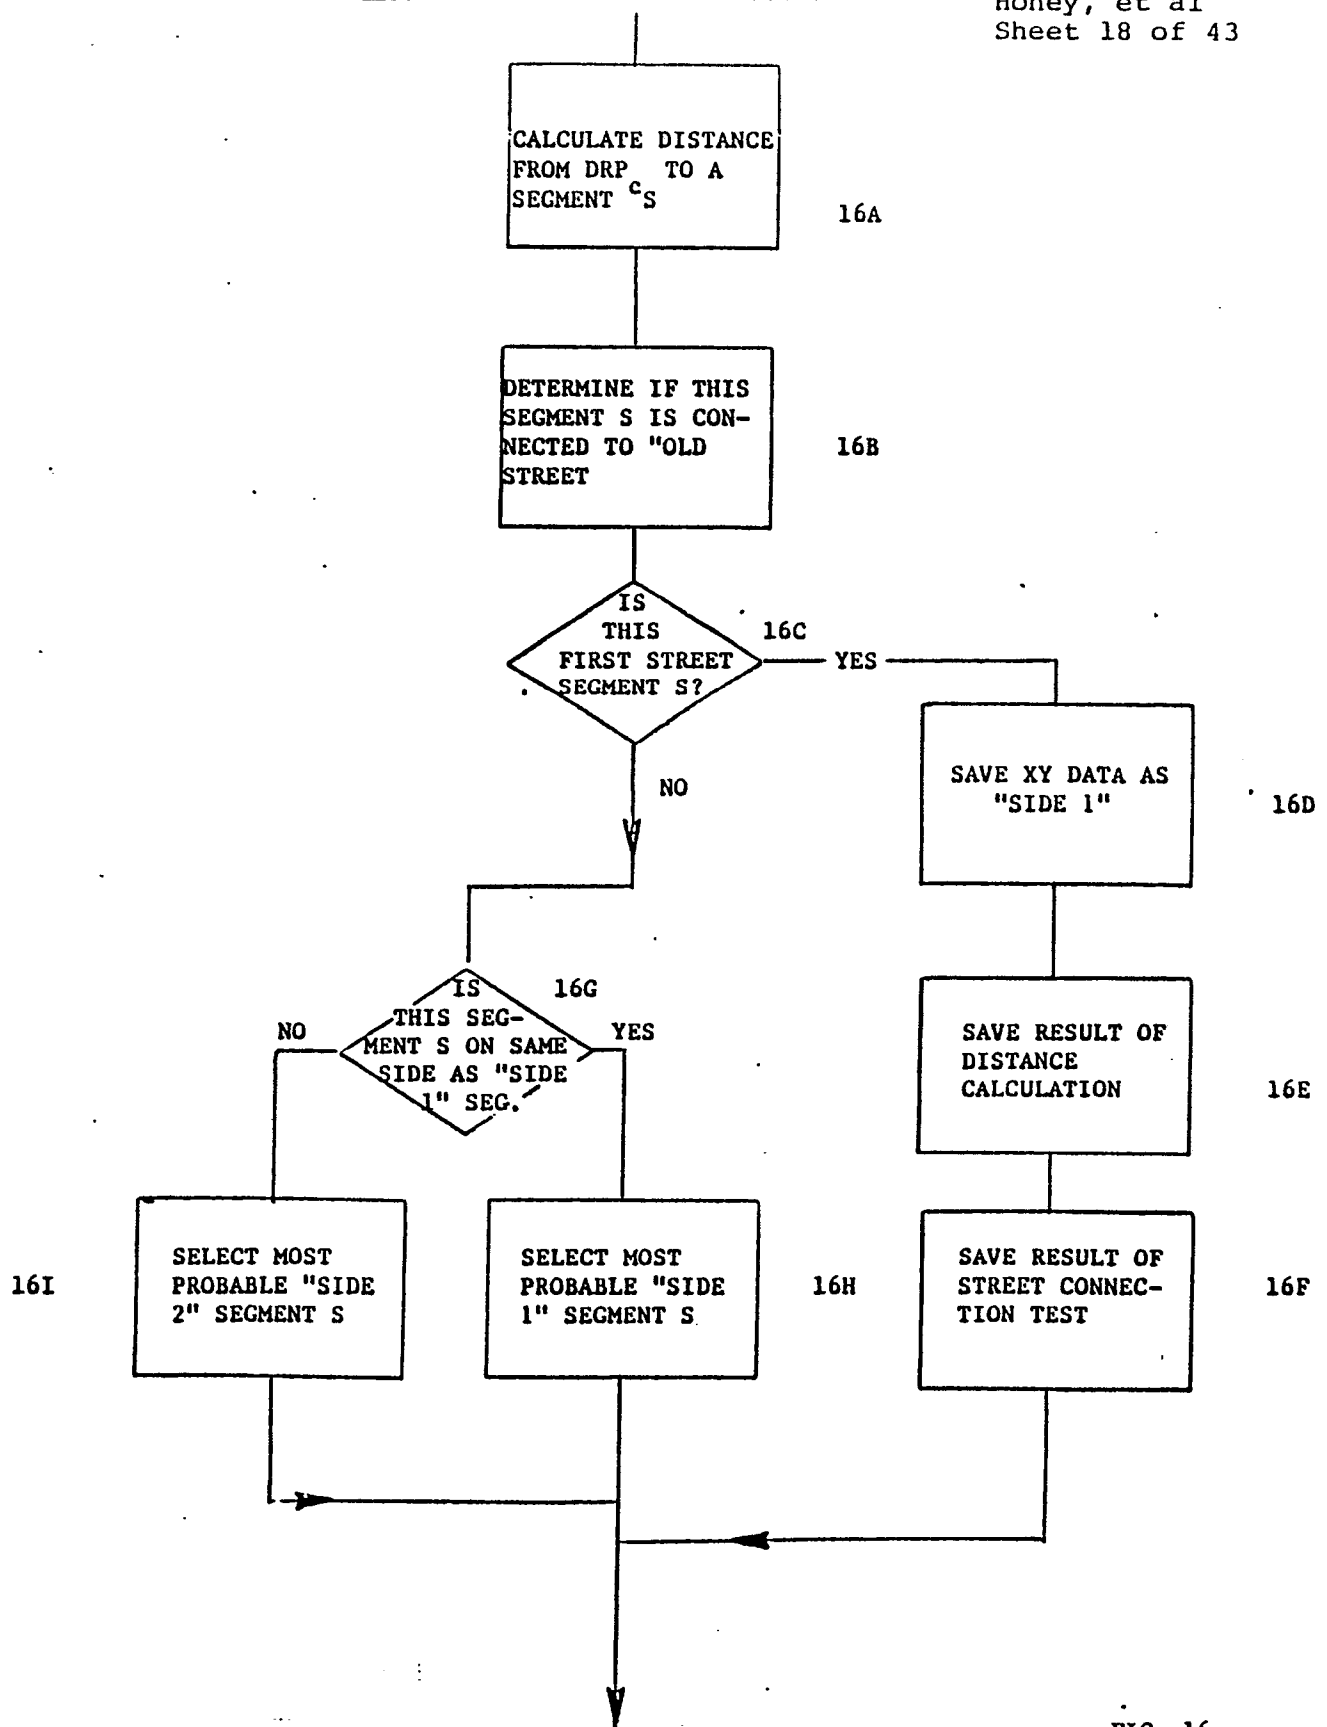 Honey, et al
Sheet 18 of 43
CALCULATE DISTANCE
FROM DRPc TO A
SEGMENT S
16A
DETERMINE IF THIS
SEGMENT S IS CON-
NECTED TO "OLD
STREET
16B
IS
THIS
FIRST STREET
SEGMENT S?
16C
YES
NO
SAVE XY DATA AS
"SIDE 1"
16D
SAVE RESULT OF
DISTANCE
CALCULATION
16E
SAVE RESULT OF
STREET CONNEC-
TION TEST
16F
IS
THIS SEG-
MENT S ON SAME
SIDE AS "SIDE
1" SEG.
16G
NO
YES
SELECT MOST
PROBABLE "SIDE
2" SEGMENT S
16I
SELECT MOST
PROBABLE "SIDE
1" SEGMENT S
16H
FIG. 16